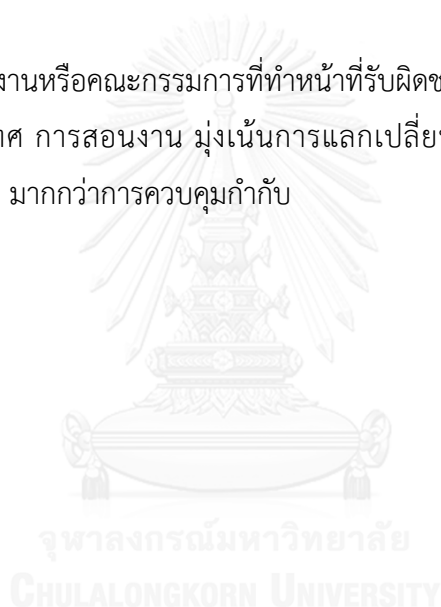 งานหรือคณะกรรมการที่ทำหน้าที่รับผิดช
ทศ การสอนงาน มุ่งเน้นการแลกเปลี่ย
มากกว่าการควบคุมกำกับ
จุฬาลงกรณ์มหาวิทยาลัย
CHULALONGKORN UNIVERSITY